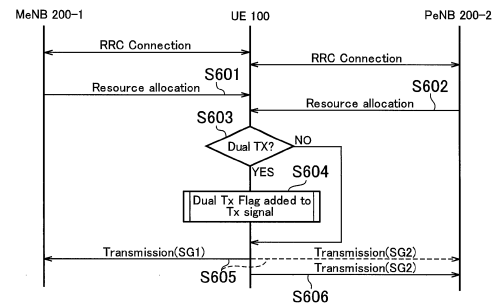 MeNB 200-1
UE 100
PeNB 200-2
RRC Connection
RRC Connection
Resource allocation
S601
S602
Resource allocation
S603
Dual TX?
NO
YES
S604
Dual Tx Flag added to
Tx signal
Transmission(SG1)
Transmission(SG2)
S605
Transmission(SG2)
S606